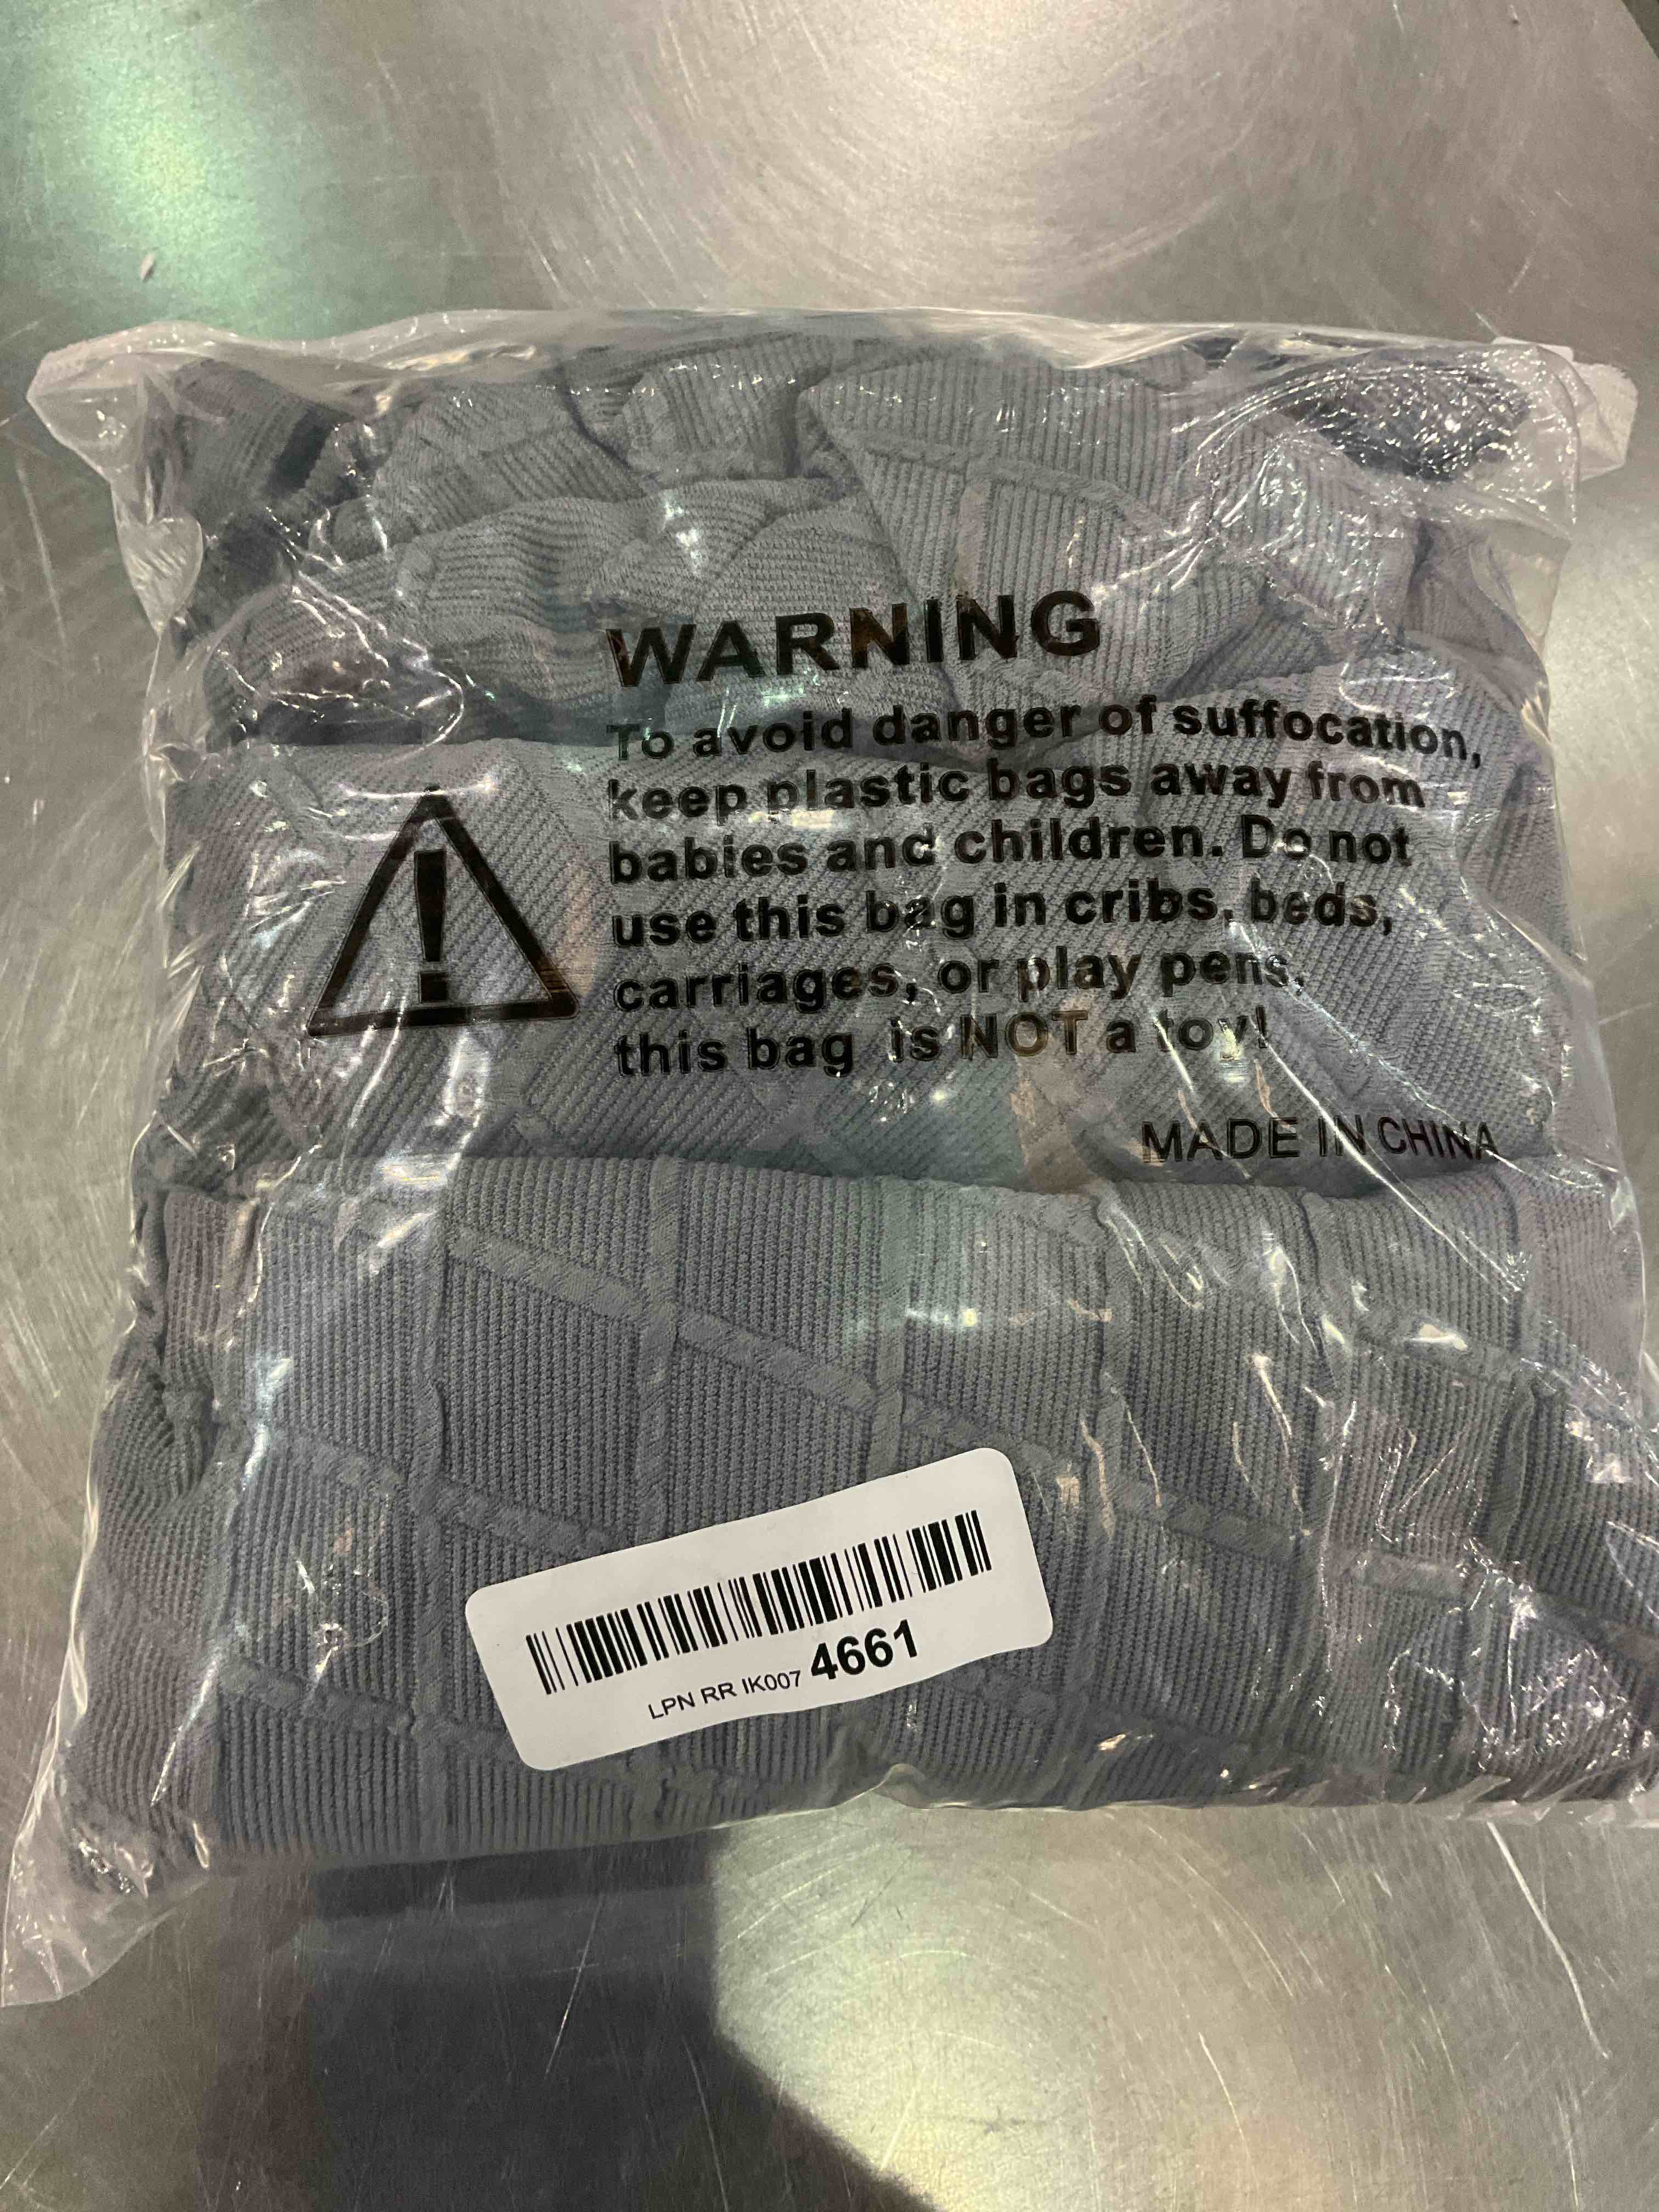 WARNING
To avoid danger of suffocation,
keep plastic bags away from
babies and children. Do not
use this bag in cribs, beds,
carriages, or play pens,
this bag is NOT a toy!
MADE IN CHINA
LPN RR IK007 4661